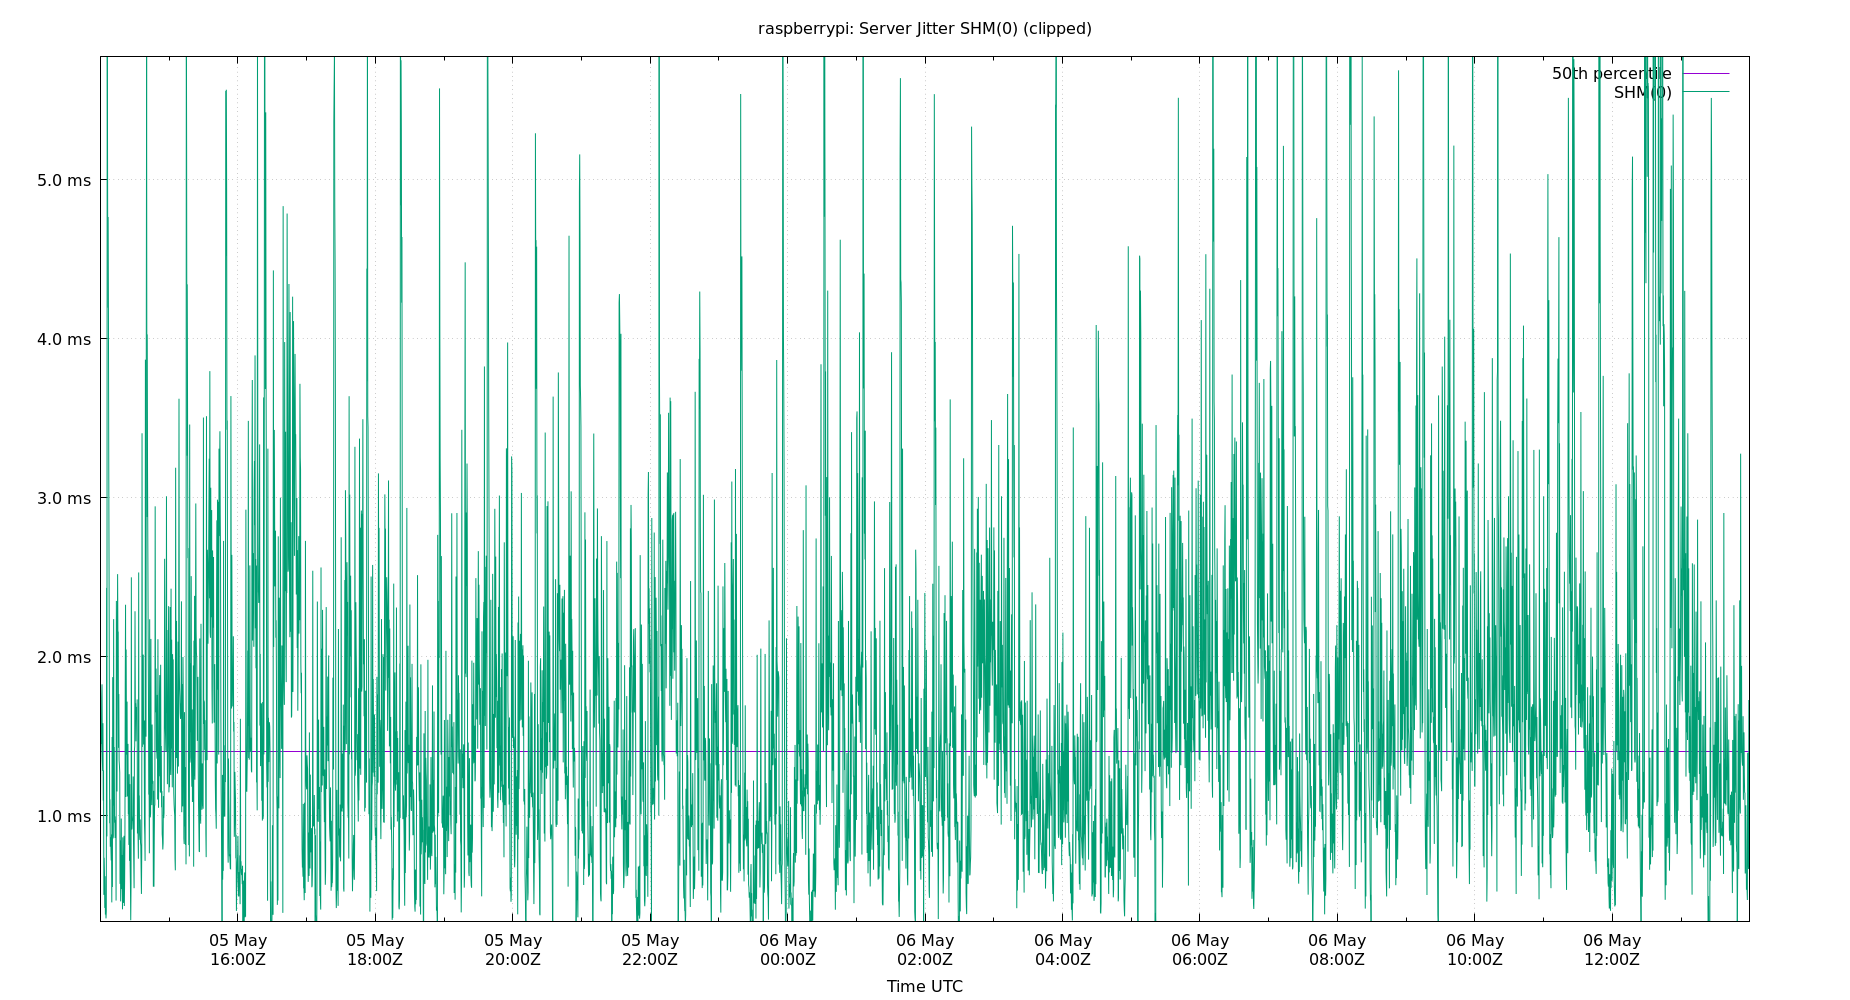 raspberrypi: Server Jitter SHM(0) (clipped)
50th percentile
SHM(0)
5.0 ms
4.0 ms
3.0 ms
2.0 ms
1.0 ms
05 May 05 May 05 May 05 May 06 May 06 May 06 May 06 May 06 May 06 May 06 May
16:00Z 18:00Z 20:00Z 22:00Z 00:00Z 02:00Z 04:00Z 06:00Z 08:00Z 10:00Z 12:00Z
Time UTC